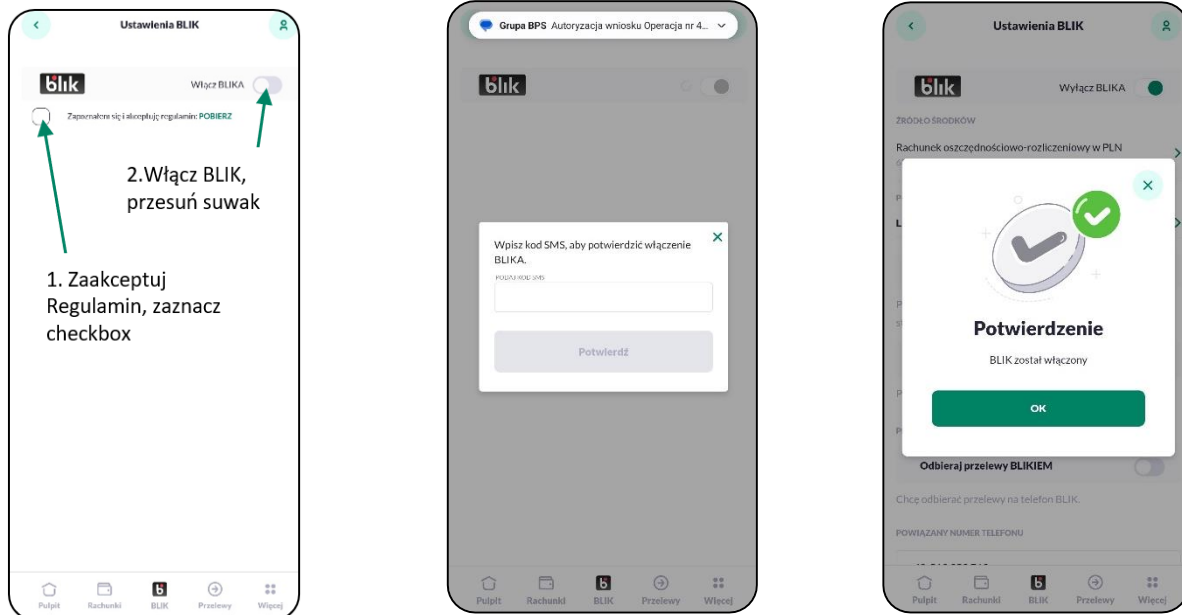 Ustawienia BLIK
blik
Włącz BLIKA
Zapoznałem się i akceptuję regulamin: POBIERZ
2.Włącz BLIK,
przesuń suwak
1. Zaakceptuj
Regulamin, zaznacz
checkbox
Pulpit Rachunki BLIK Przelewy Więcej
Grupa BPS Autoryzacja wniosku Operacja nr 4...
blik
Wpisz kod SMS, aby potwierdzić włączenie
BLIKA.
PODAJ KOD SMS
Potwierdź
Pulpit Rachunki BLIK Przelewy Więcej
Ustawienia BLIK
blik
Wyłącz BLIKA
ŹRÓDŁO ŚRODKÓW
Rachunek oszczędnościowo-rozliczeniowy w PLN
Potwierdzenie
BLIK został włączony
OK
Odbieraj przelewy BLIKIEM
Chcę odbierać przelewy na telefon BLIK.
POWIĄZANY NUMER TELEFONU
Pulpit Rachunki BLIK Przelewy Więcej